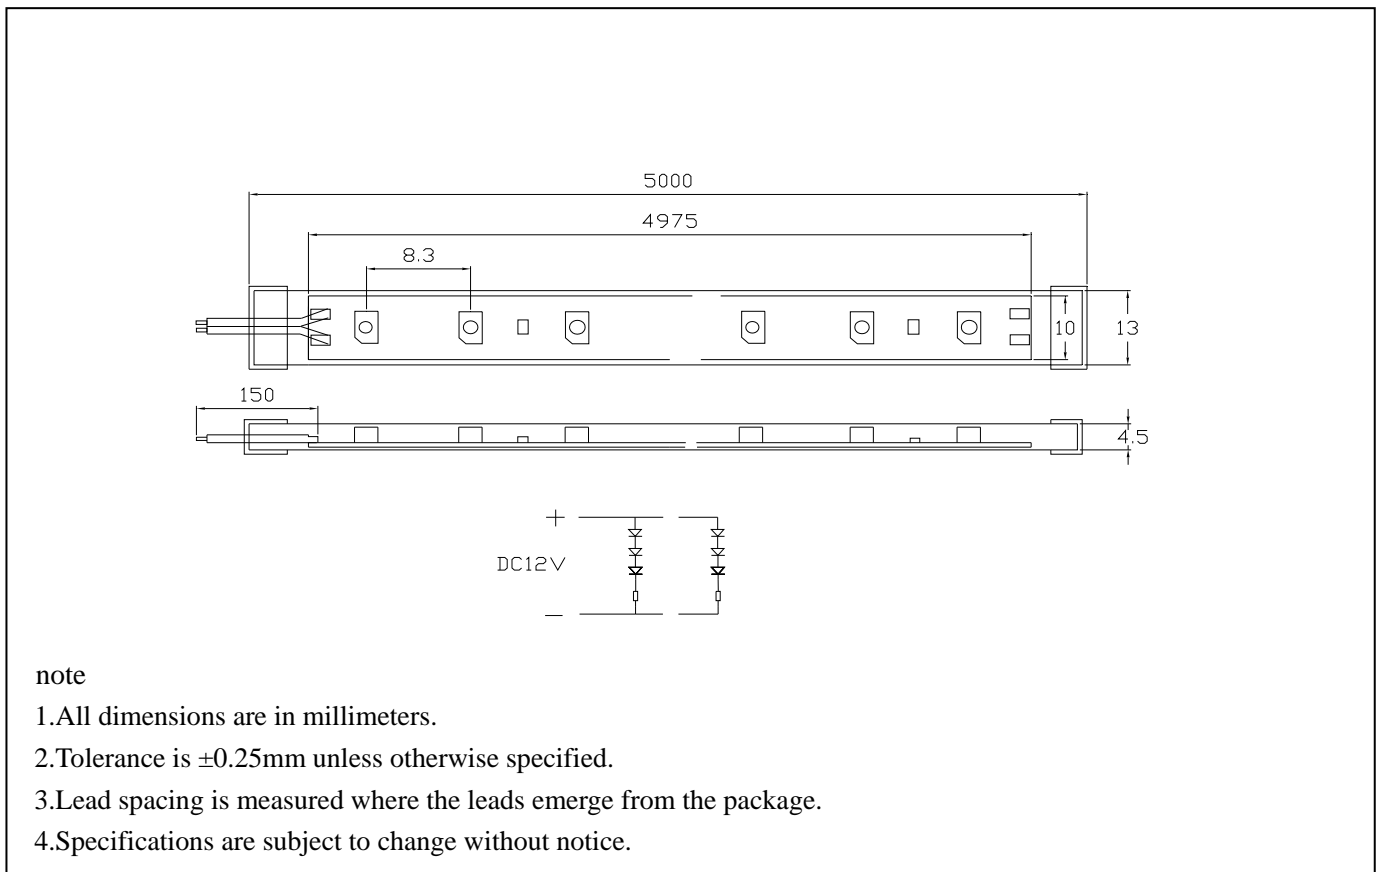 5000
4975
8.3
10
13
150
4.5
+
DC12V
—
note
1.All dimensions are in millimeters.
2.Tolerance is ±0.25mm unless otherwise specified.
3.Lead spacing is measured where the leads emerge from the package.
4.Specifications are subject to change without notice.